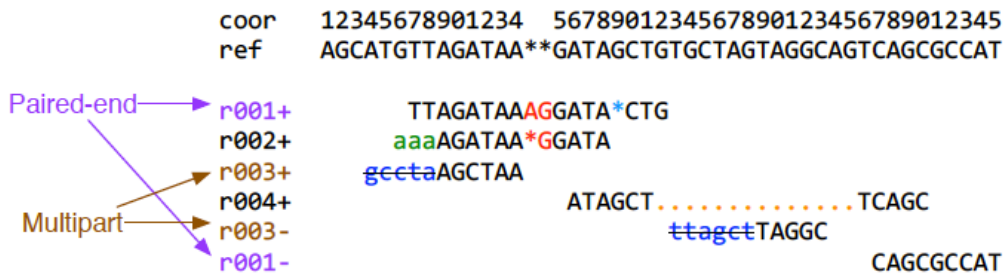 coor 12345678901234 5678901234567890123456789012345
ref AGCATGTTAGATAA**GATAGCTGTGCTAGTAGGCAGTCAGCGCCAT
Paired-end r001+ TTAGATAAAGGATA*CTG
r002+ aaaAGATAA*GGATA
r003+ gcctaAGCTAA
r004+ ATAGCT..............TCAGC
Multipart r003- ttagctTAGGC
r001- CAGCGCCAT